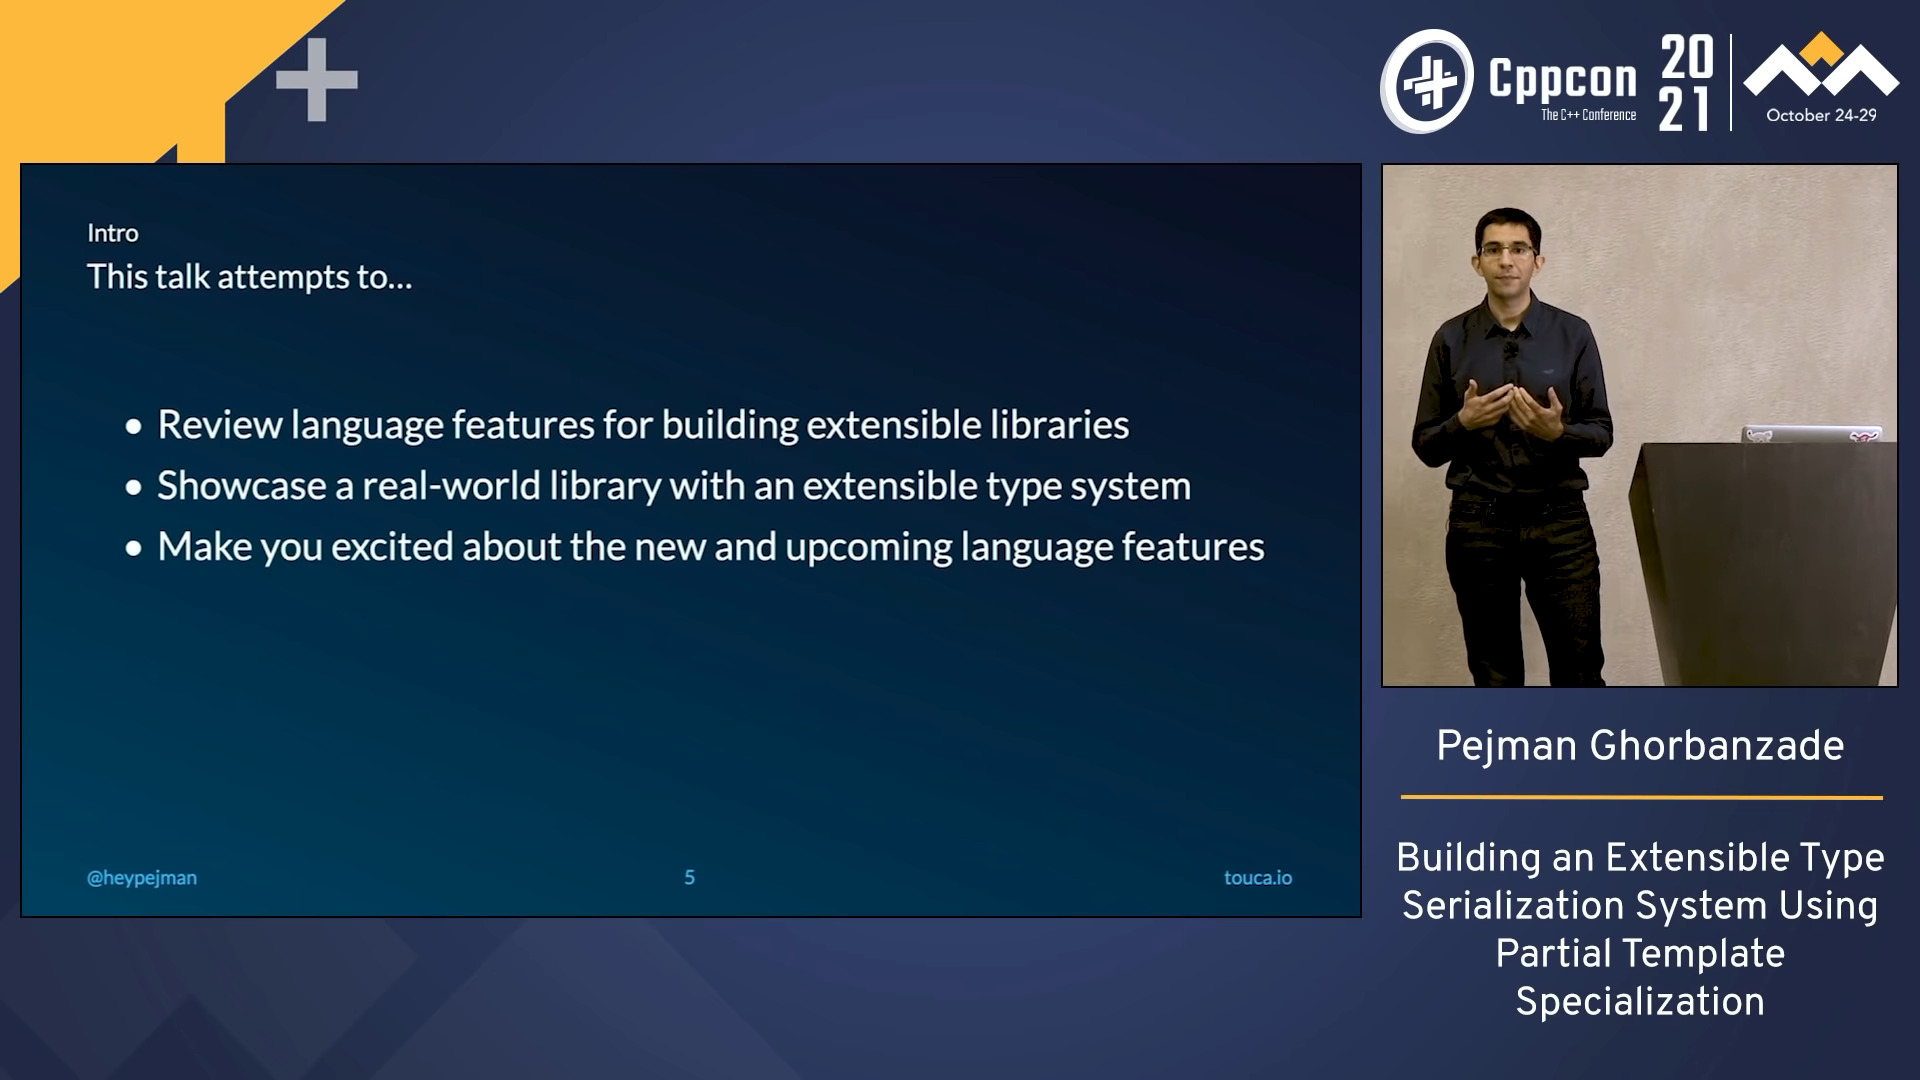 Cppcon
The C++ Conference
20
21
October 24-29
Intro
This talk attempts to...
• Review language features for building extensible libraries
• Showcase a real-world library with an extensible type system
• Make you excited about the new and upcoming language features
@heypejman
5
touca.io
Pejman Ghorbanzade
Building an Extensible Type
Serialization System Using
Partial Template
Specialization